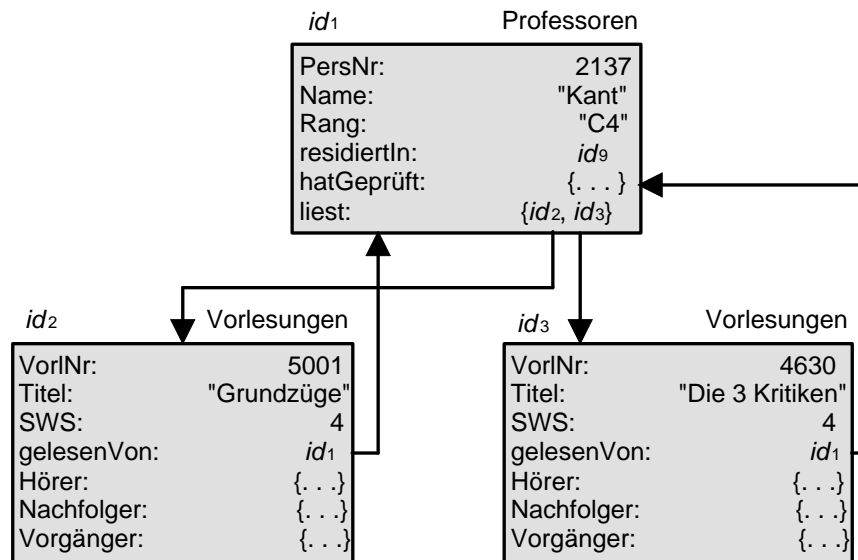 id1 Professoren
PersNr: 2137
Name: "Kant"
Rang: "C4"
residiertIn: id9
hatGeprüft: {. . . }
liest: {id2, id3}
id2 Vorlesungen
VorlNr: 5001
Titel: "Grundzüge"
SWS: 4
gelesenVon: id1
Hörer: {. . .}
Nachfolger: {. . .}
Vorgänger: {. . .}
id3 Vorlesungen
VorlNr: 4630
Titel: "Die 3 Kritiken"
SWS: 4
gelesenVon: id1
Hörer: {. . .}
Nachfolger: {. . .}
Vorgänger: {. . .}